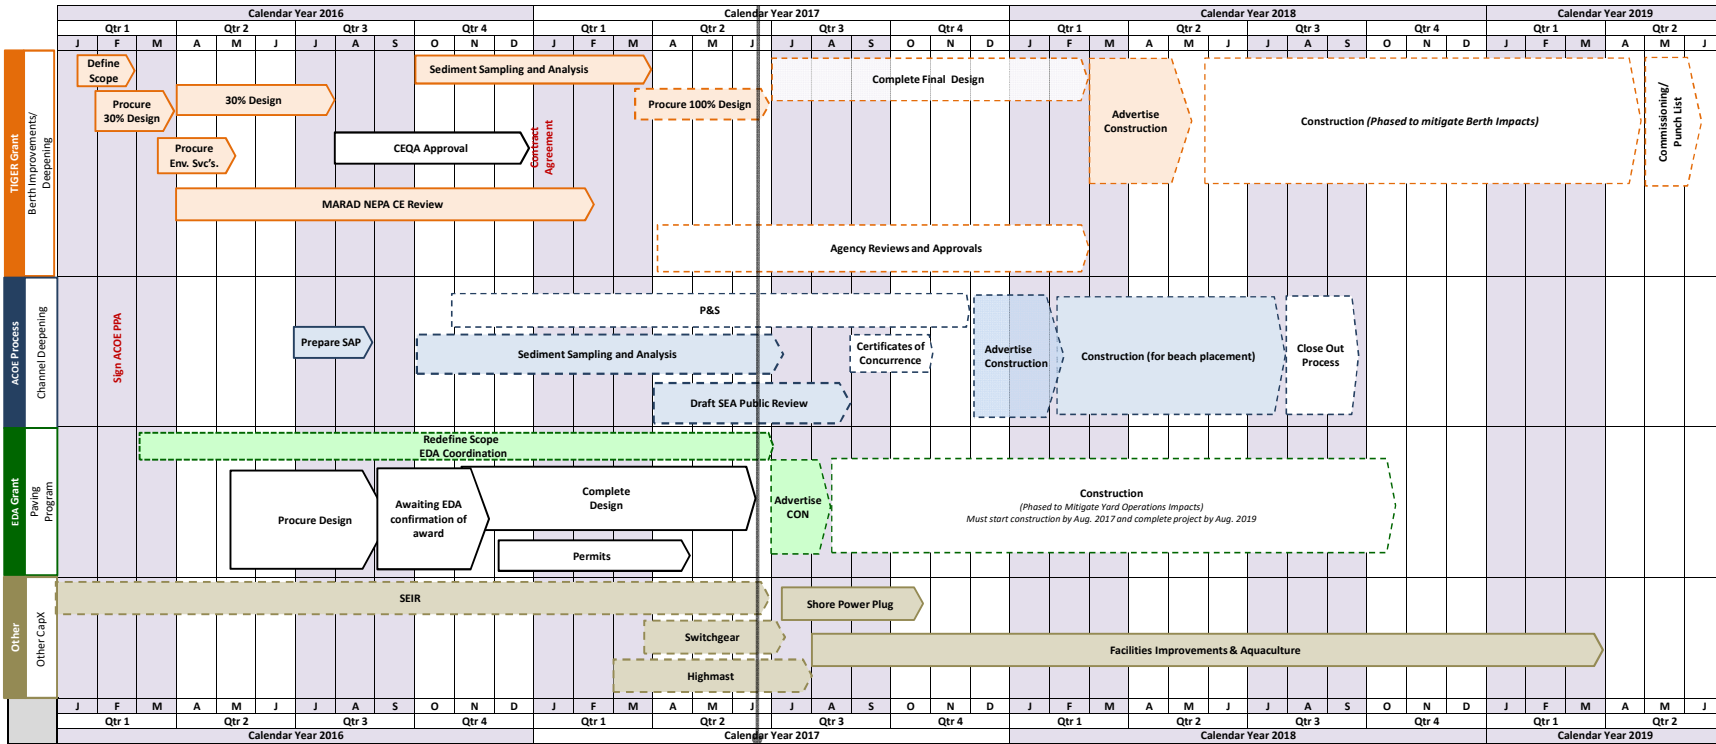 Calendar Year 2016 Calendar Year 2017 Calendar Year 2018 Calendar Year 2019
Qtr 1 Qtr 2 Qtr 3 Qtr 4 Qtr 1 Qtr 2 Qtr 3 Qtr 4 Qtr 1 Qtr 2 Qtr 3 Qtr 4 Qtr 1 Qtr 2
J F M A M J J A S O N D J F M A M J J A S O N D J F M A M J J A S O N D J F M A M J
TIGER Grant
Berth Improvements/
Deepening
Define
Scope
Procure
30% Design
30% Design
Procure
Env. Svc's.
MARAD NEPA CE Review
CEQA Approval
Sediment Sampling and Analysis
Contract
Agreement
Procure 100% Design
Complete Final Design
Agency Reviews and Approvals
Advertise
Construction
Construction (Phased to mitigate Berth Impacts)
Commissioning/
Punch List
ACOE Process
Channel Deepening
Sign ACOE PPA
Prepare SAP
P&S
Sediment Sampling and Analysis
Draft SEA Public Review
Certificates of
Concurrence
Advertise
Construction
Construction (for beach placement)
Close Out
Process
EDA Grant
Paving
Program
Redefine Scope
EDA Coordination
Procure Design
Awaiting EDA
confirmation of
award
Complete
Design
Permits
Advertise
CON
Construction
(Phased to Mitigate Yard Operations Impacts)
Must start construction by Aug. 2017 and complete project by Aug. 2019
Other
Other CapX
SEIR
Shore Power Plug
Switchgear
Facilities Improvements & Aquaculture
Highmast
J F M A M J J A S O N D J F M A M J J A S O N D J F M A M J J A S O N D J F M A M J
Qtr 1 Qtr 2 Qtr 3 Qtr 4 Qtr 1 Qtr 2 Qtr 3 Qtr 4 Qtr 1 Qtr 2 Qtr 3 Qtr 4 Qtr 1 Qtr 2
Calendar Year 2016 Calendar Year 2017 Calendar Year 2018 Calendar Year 2019